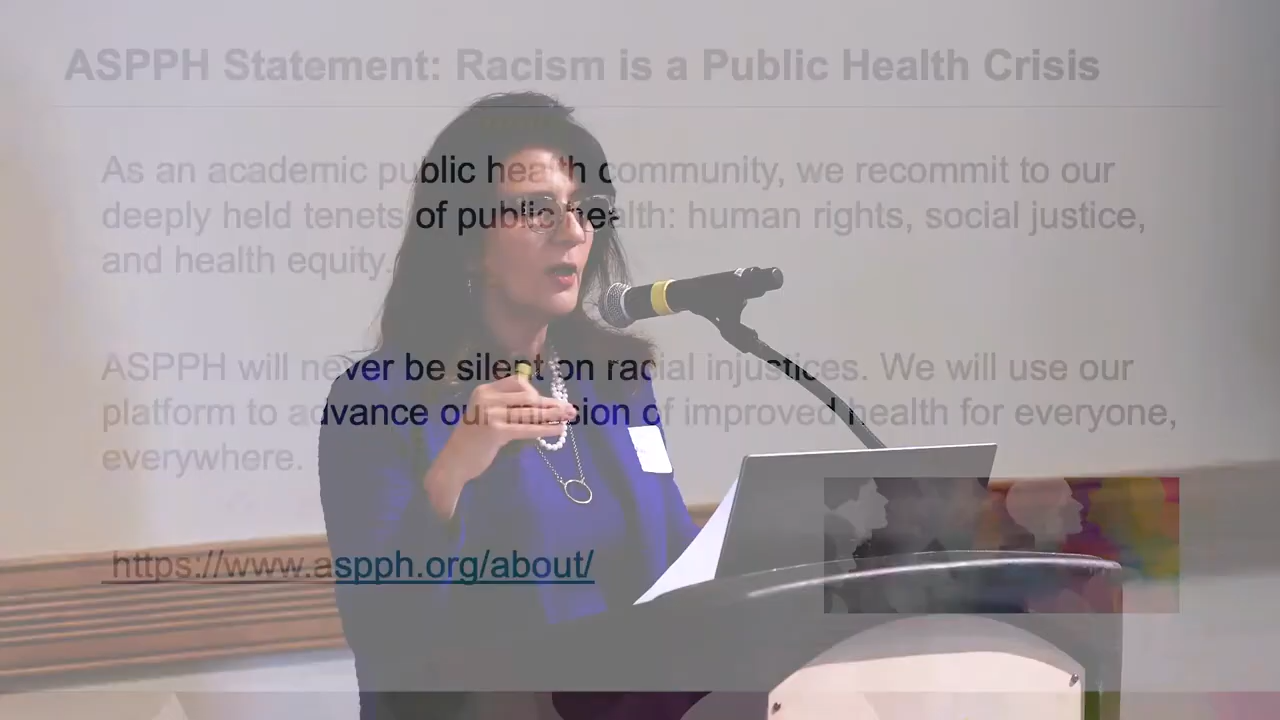 ASPPH Statement: Racism is a Public Health Crisis
As an academic public health community, we recommit to our
deeply held tenets of public health: human rights, social justice,
and health equity.
ASPPH will never be silent on racial injustices. We will use our
platform to advance our mission of improved health for everyone,
everywhere.
https://www.aspph.org/about/